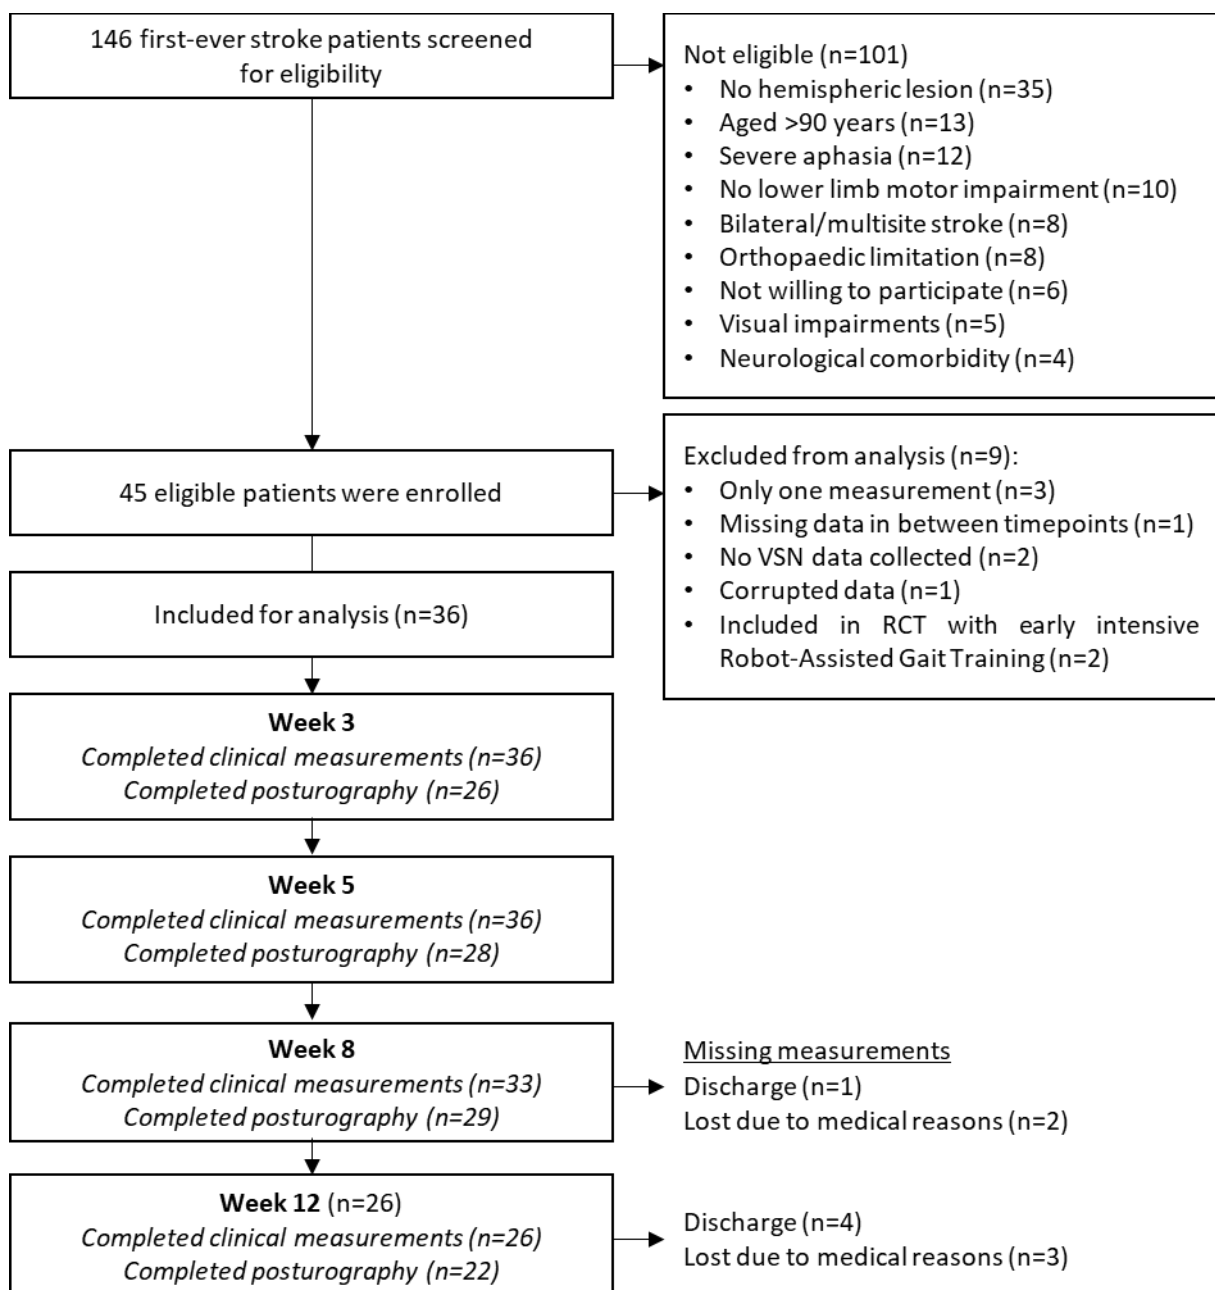 146 first-ever stroke patients screened
for eligibility
Not eligible (n=101)
• No hemispheric lesion (n=35)
• Aged >90 years (n=13)
• Severe aphasia (n=12)
• No lower limb motor impairment (n=10)
• Bilateral/multisite stroke (n=8)
• Orthopaedic limitation (n=8)
• Not willing to participate (n=6)
• Visual impairments (n=5)
• Neurological comorbidity (n=4)
45 eligible patients were enrolled
Excluded from analysis (n=9):
• Only one measurement (n=3)
• Missing data in between timepoints (n=1)
• No VSN data collected (n=2)
• Corrupted data (n=1)
• Included in RCT with early intensive
Robot-Assisted Gait Training (n=2)
Included for analysis (n=36)
Week 3
Completed clinical measurements (n=36)
Completed posturography (n=26)
Week 5
Completed clinical measurements (n=36)
Completed posturography (n=28)
Week 8
Completed clinical measurements (n=33)
Completed posturography (n=29)
Missing measurements
Discharge (n=1)
Lost due to medical reasons (n=2)
Week 12 (n=26)
Completed clinical measurements (n=26)
Completed posturography (n=22)
Discharge (n=4)
Lost due to medical reasons (n=3)